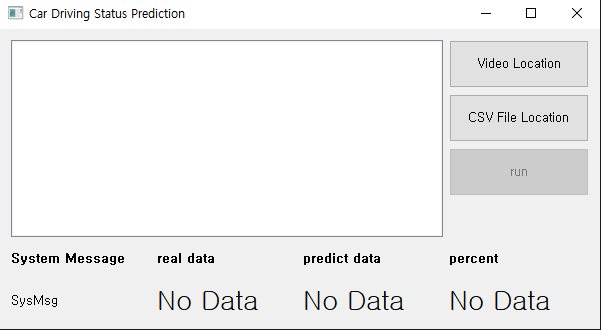 Car Driving Status Prediction
Video Location
CSV File Location
run
System Message real data predict data percent
SysMsg No Data No Data No Data